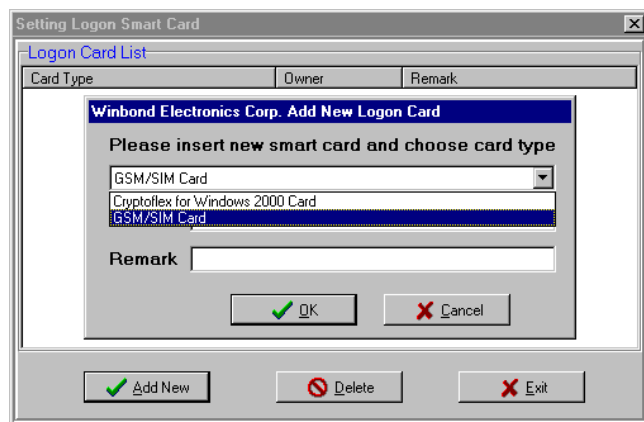 Setting Logon Smart Card
Logon Card List
Card Type Owner Remark
Winbond Electronics Corp. Add New Logon Card
Please insert new smart card and choose card type
GSM/SIM Card
Cryptoflex for Windows 2000 Card
GSM/SIM Card
Remark
OK Cancel
Add New Delete Exit